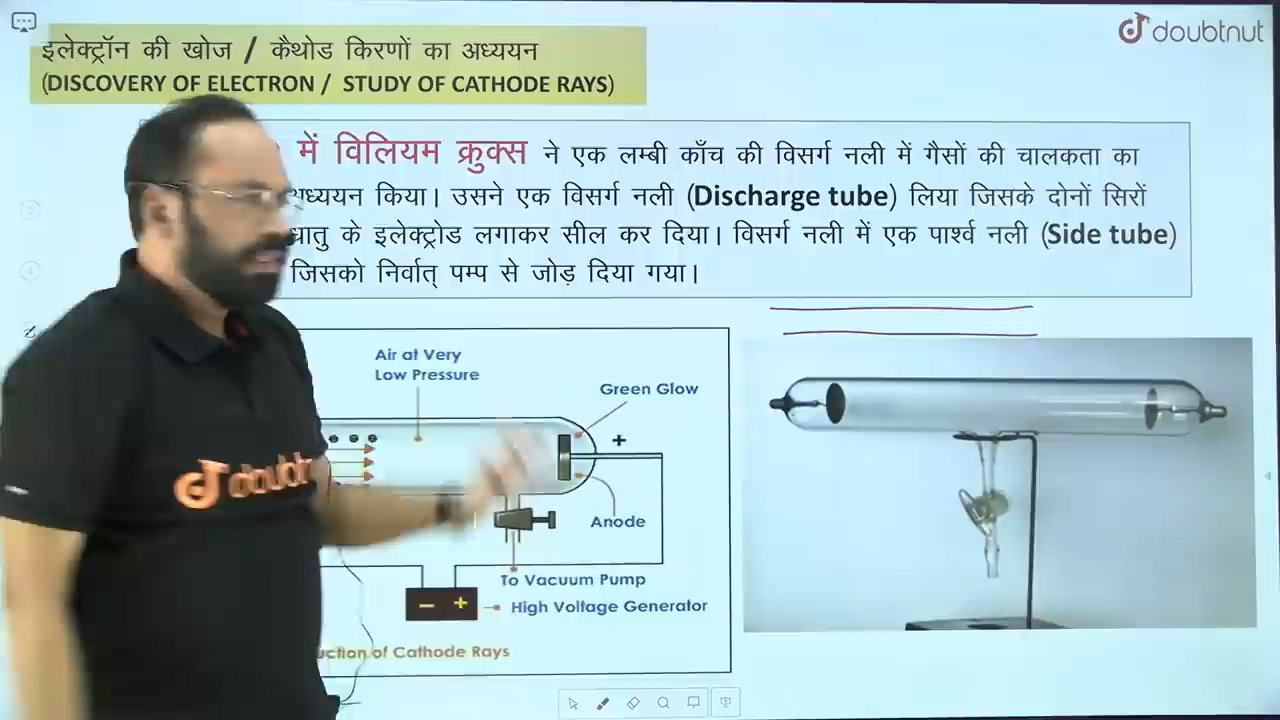 doubtnut
इलेक्ट्रॉन की खोज / कैथोड किरणों का अध्ययन
(DISCOVERY OF ELECTRON / STUDY OF CATHODE RAYS)
में विलियम क्रुक्स ने एक लम्बी काँच की विसर्ग नली में गैसों की चालकता का
अध्ययन किया। उसने एक विसर्ग नली (Discharge tube) लिया जिसके दोनों सिरों
धातु के इलेक्ट्रोड लगाकर सील कर दिया। विसर्ग नली में एक पार्श्व नली (Side tube)
जिसको निर्वात् पम्प से जोड़ दिया गया।
Air at Very
Low Pressure
Green Glow
+
Anode
To Vacuum Pump
− +
High Voltage Generator
of Cathode Rays